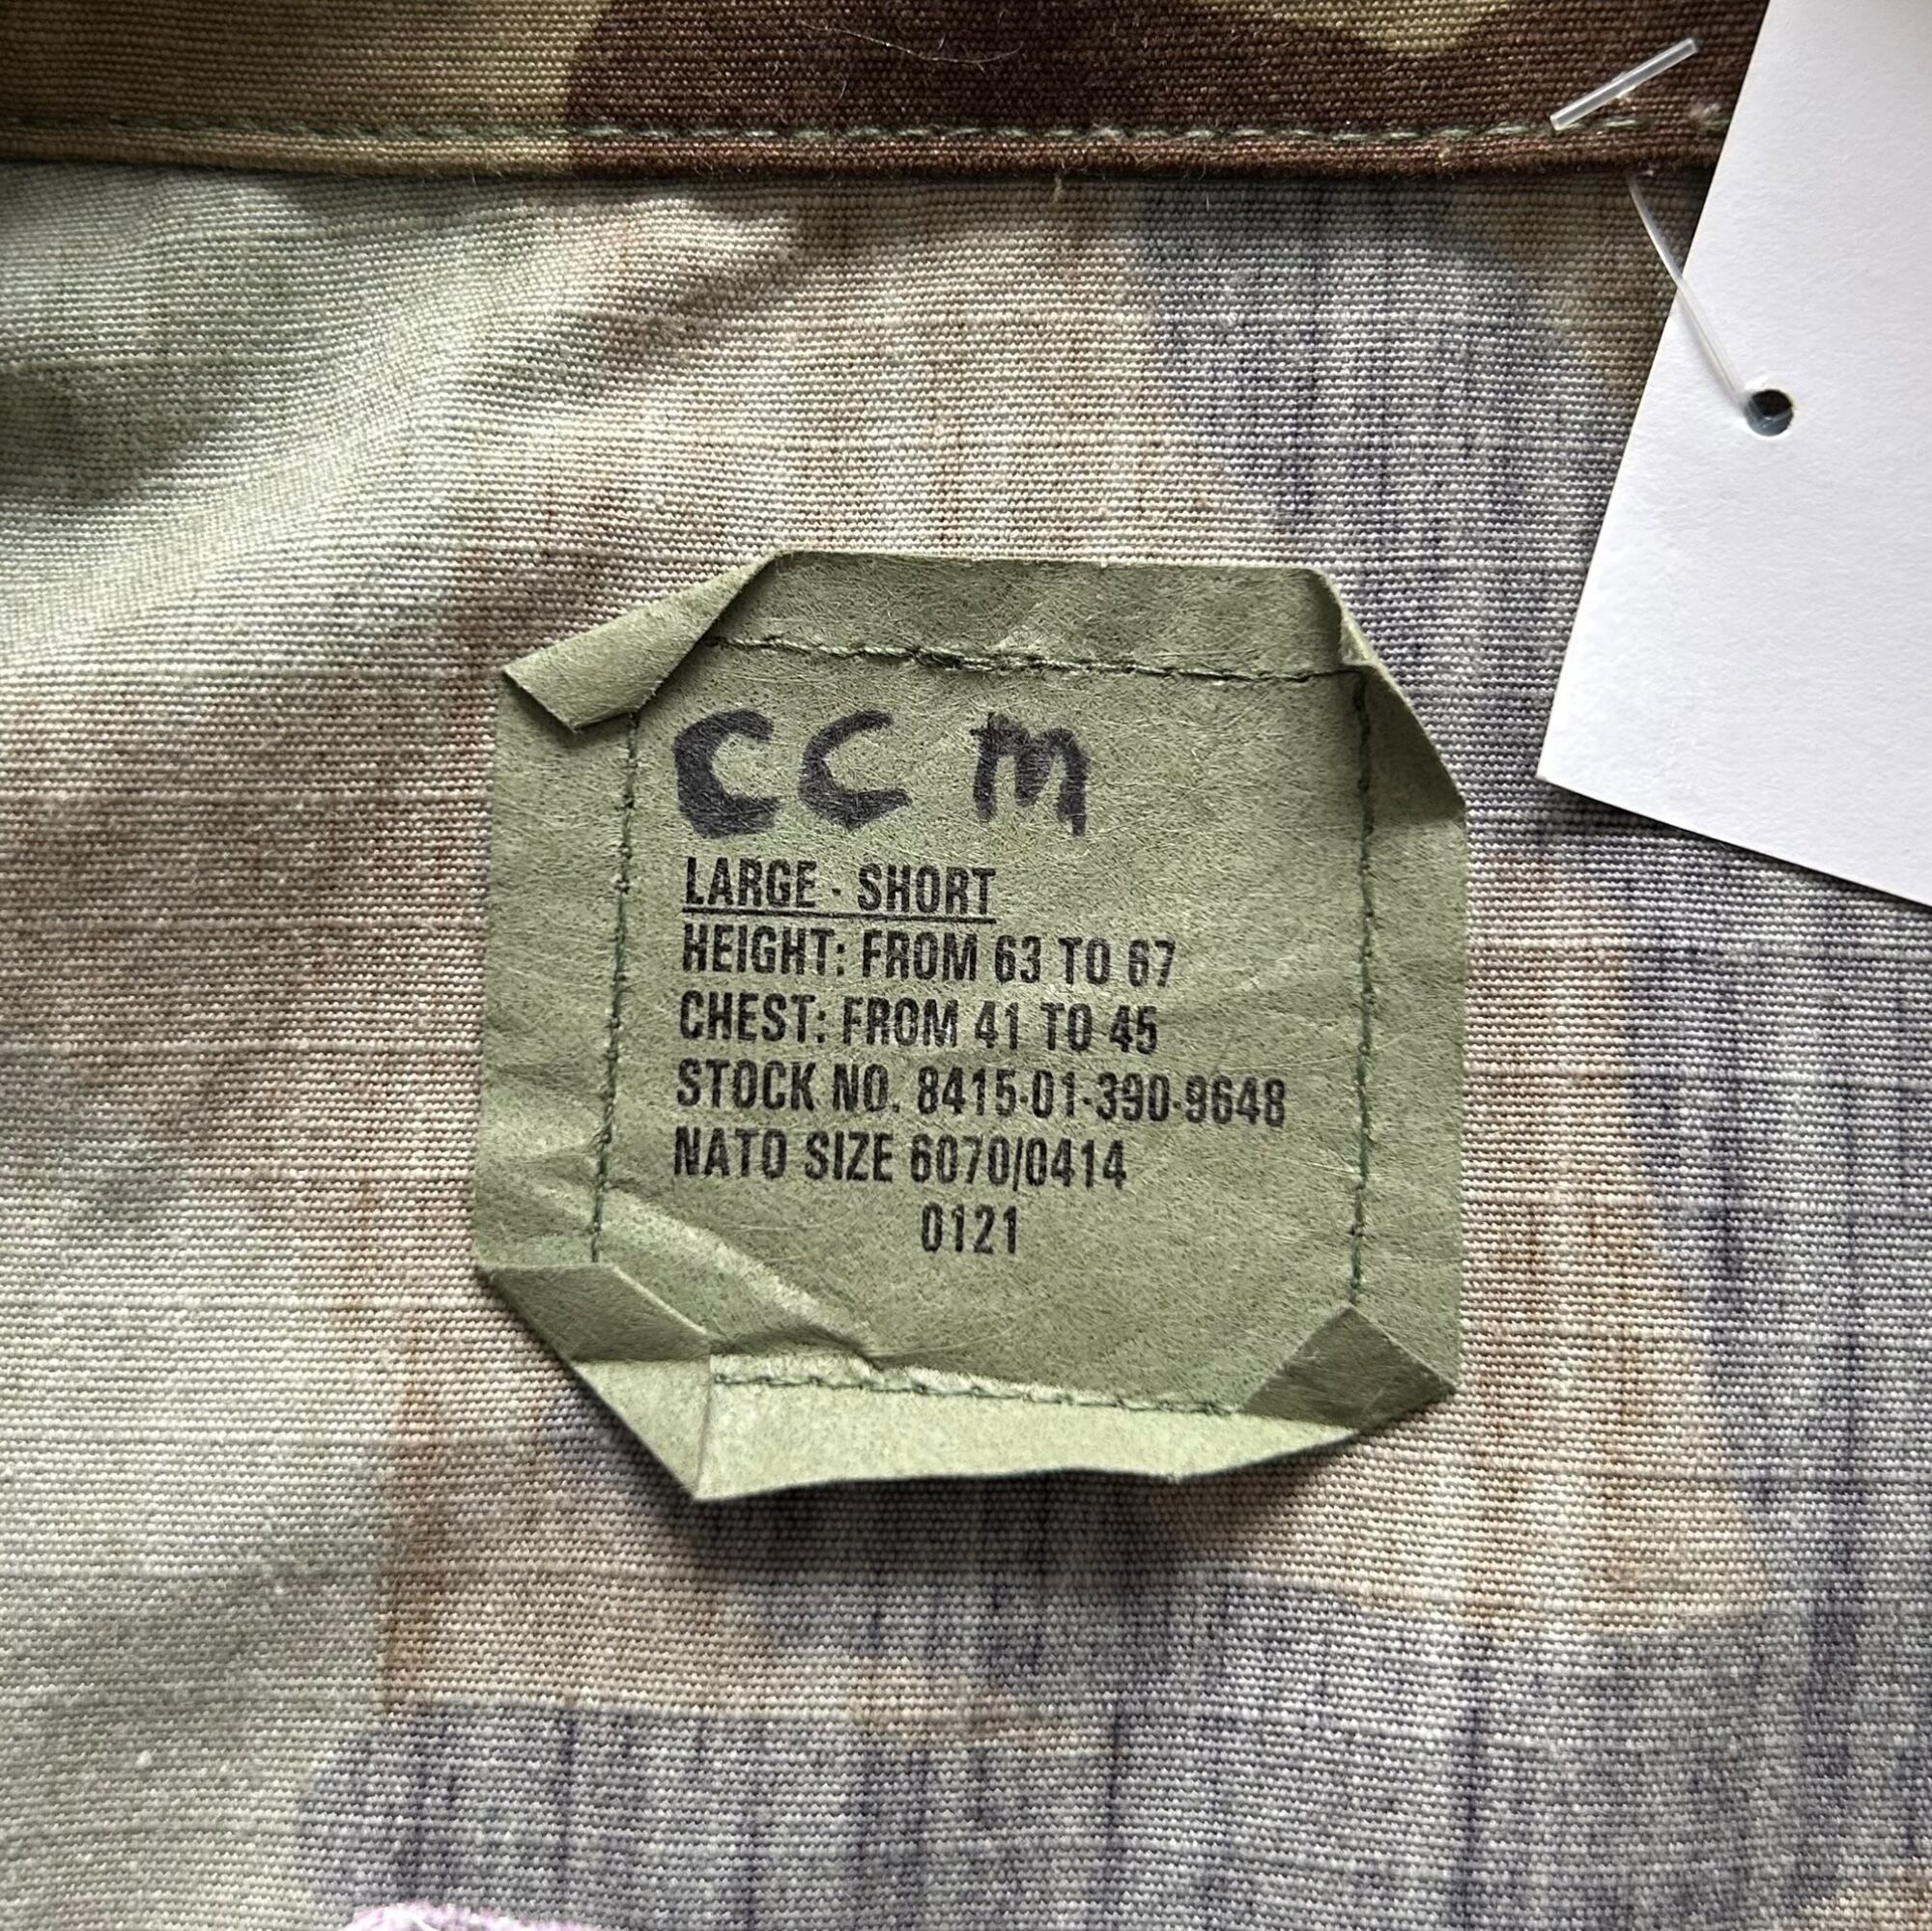 CC M
LARGE - SHORT
HEIGHT: FROM 63 TO 67
CHEST: FROM 41 TO 45
STOCK NO. 8415-01-390-9648
NATO SIZE 6070/0414
0121